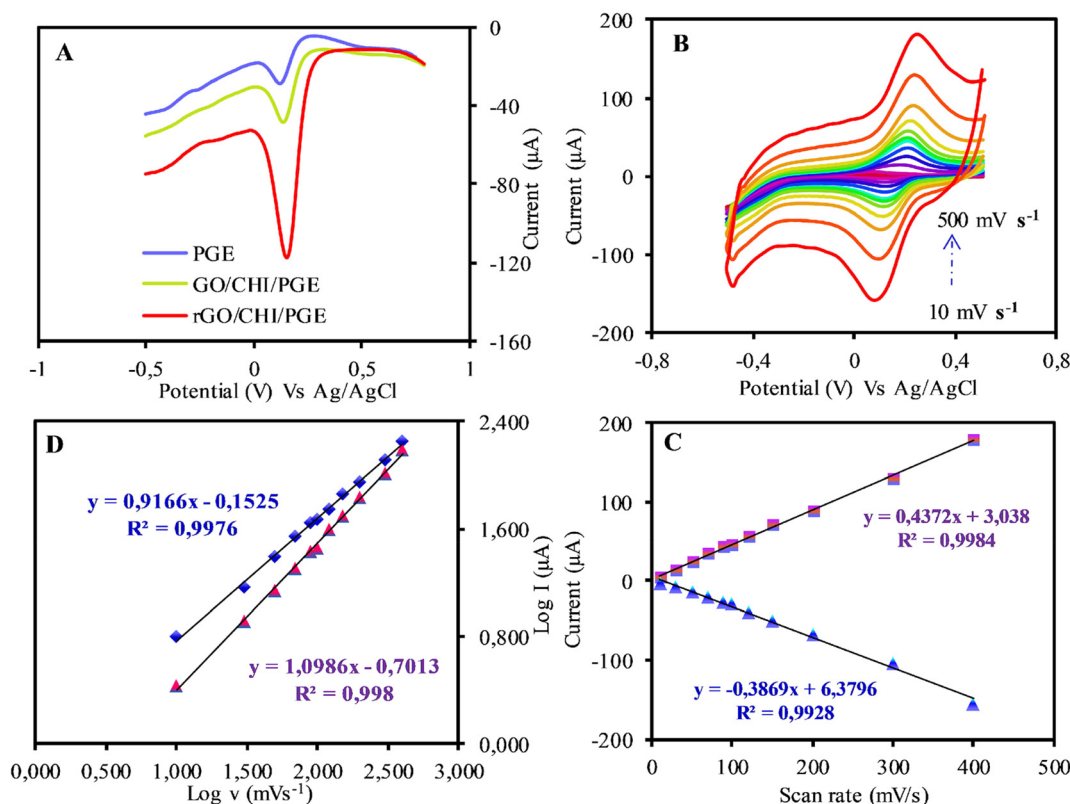 A
0
-40
-80
-120
-160
Current (µA)
PGE
GO/CHI/PGE
rGO/CHI/PGE
-1
-0,5
0
0,5
1
Potential (V) Vs Ag/AgCl
B
200
100
0
-100
-200
Current (µA)
500 mV s⁻¹
10 mV s⁻¹
-0,8
-0,4
0
0,4
0,8
Potential (V) Vs Ag/AgCl
D
2,400
1,600
0,800
0,000
Log I (µA)
y = 0,9166x - 0,1525
R² = 0,9976
y = 1,0986x - 0,7013
R² = 0,998
0,000
0,500
1,000
1,500
2,000
2,500
3,000
Log ν (mVs⁻¹)
C
200
100
0
-100
-200
Current (µA)
y = 0,4372x + 3,038
R² = 0,9984
y = -0,3869x + 6,3796
R² = 0,9928
0
100
200
300
400
500
Scan rate (mV/s)